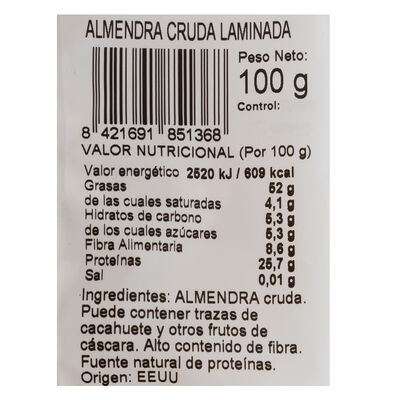 ALMENDRA CRUDA LAMINADA
Peso Neto:
100 g
Control:
8 421691 851368
VALOR NUTRICIONAL (Por 100 g)
Valor energético 2520 kJ / 609 kcal
Grasas 52 g
de las cuales saturadas 4,1 g
Hidratos de carbono 5,3 g
de los cuales azúcares 5,3 g
Fibra Alimentaria 8,6 g
Proteínas 25,7 g
Sal 0,01 g
Ingredientes: ALMENDRA cruda.
Puede contener trazas de
cacahuete y otros frutos de
cáscara. Alto contenido de fibra.
Fuente natural de proteínas.
Origen: EEUU